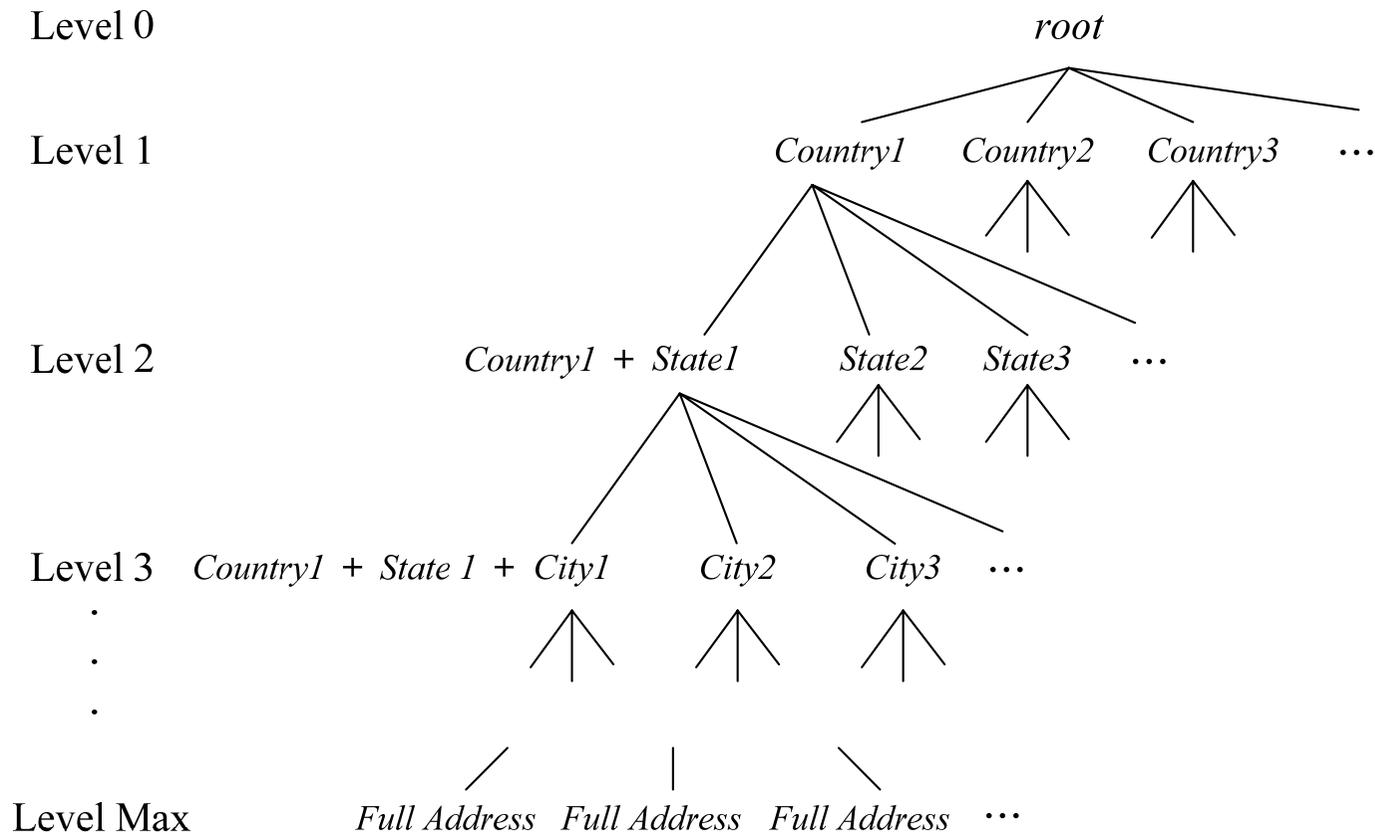 Level 0 root
Level 1 Country1 Country2 Country3 ...
Level 2 Country1 + State1 State2 State3 ...
Level 3 Country1 + State 1 + City1 City2 City3 ...
.
.
.
Level Max Full Address Full Address Full Address ...